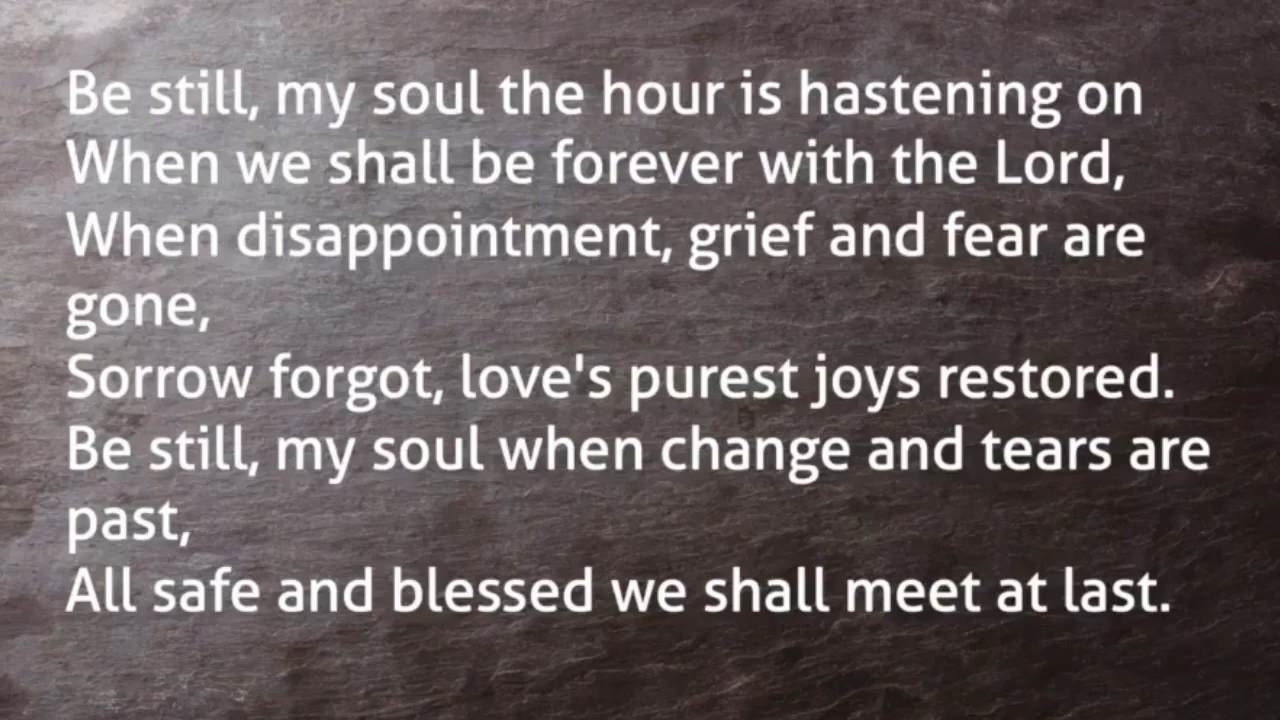 Be still, my soul the hour is hastening on
When we shall be forever with the Lord,
When disappointment, grief and fear are
gone,
Sorrow forgot, love's purest joys restored.
Be still, my soul when change and tears are
past,
All safe and blessed we shall meet at last.